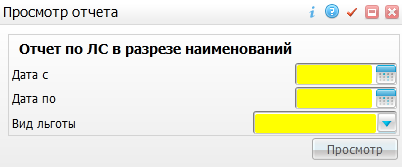 Просмотр отчета
Отчет по ЛС в разрезе наименований
Дата с
Дата по
Вид льготы
Просмотр